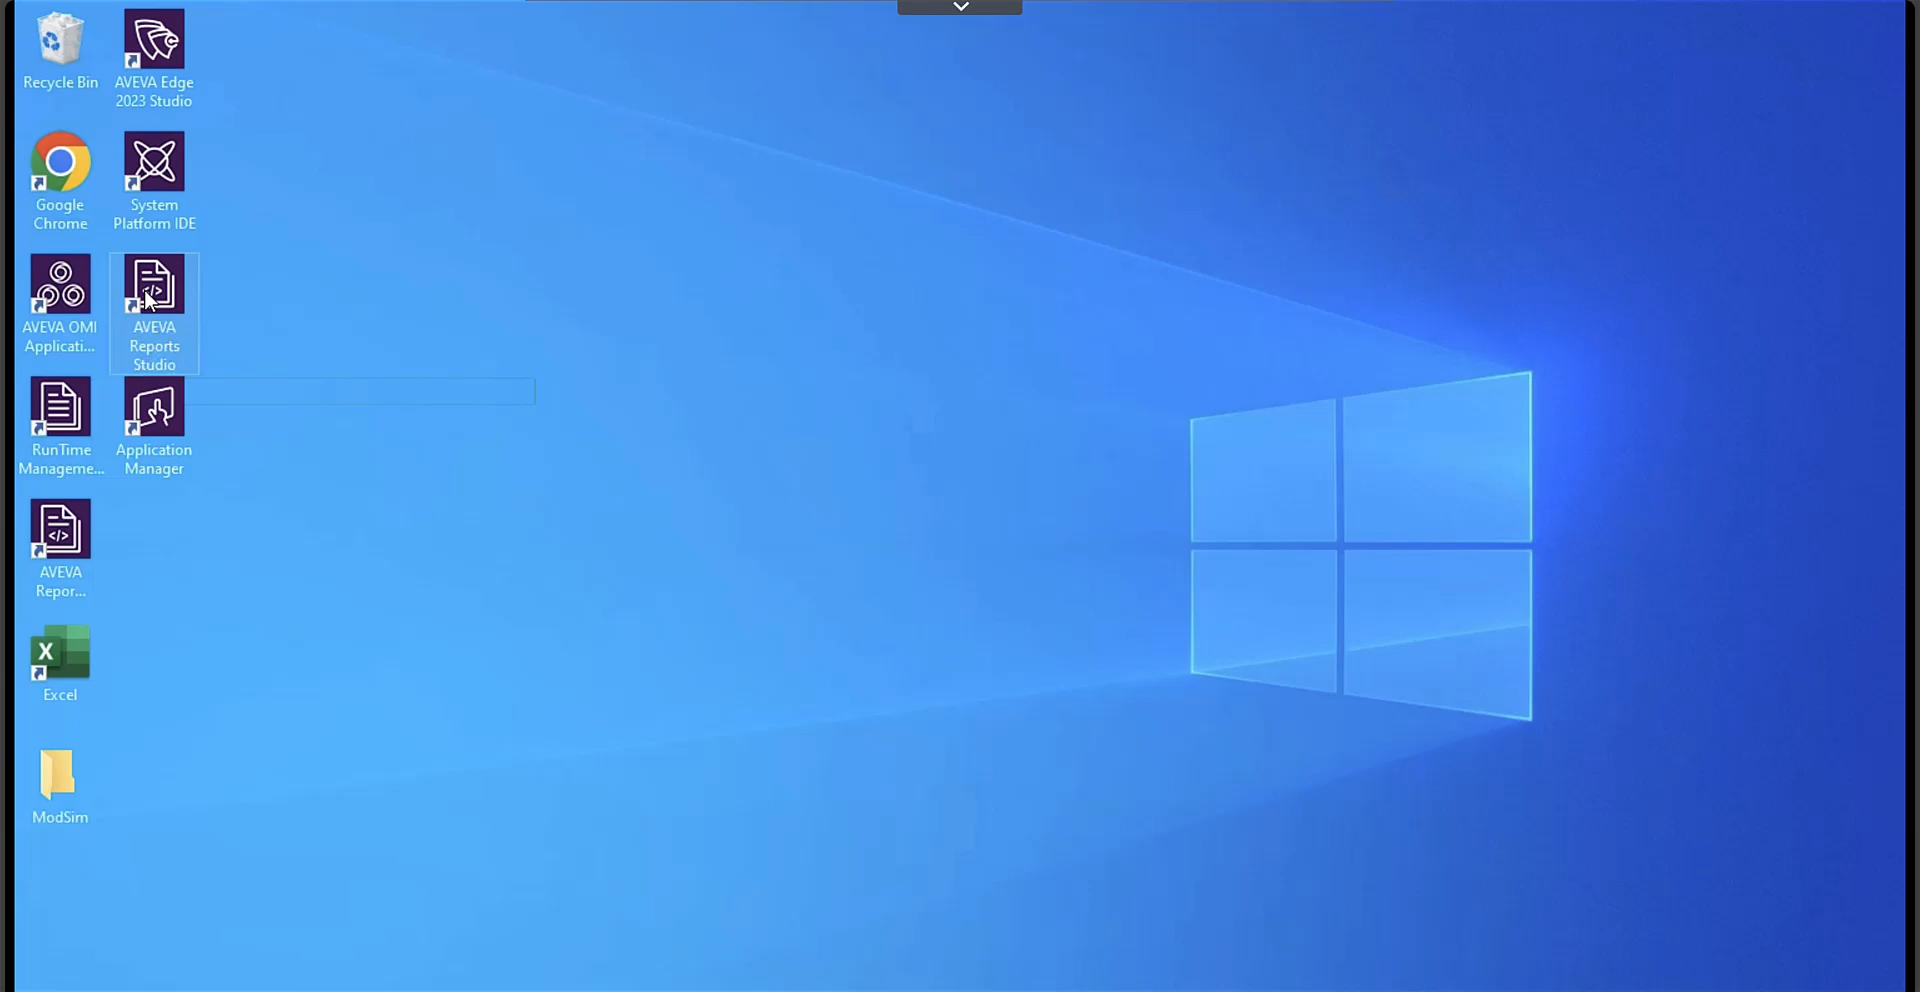 Recycle Bin
AVEVA Edge
2023 Studio
Google
Chrome
System
Platform IDE
AVEVA OMI
Applicati...
AVEVA
Reports
Studio
RunTime
Manageme...
Application
Manager
AVEVA
Repor...
X
Excel
ModSim